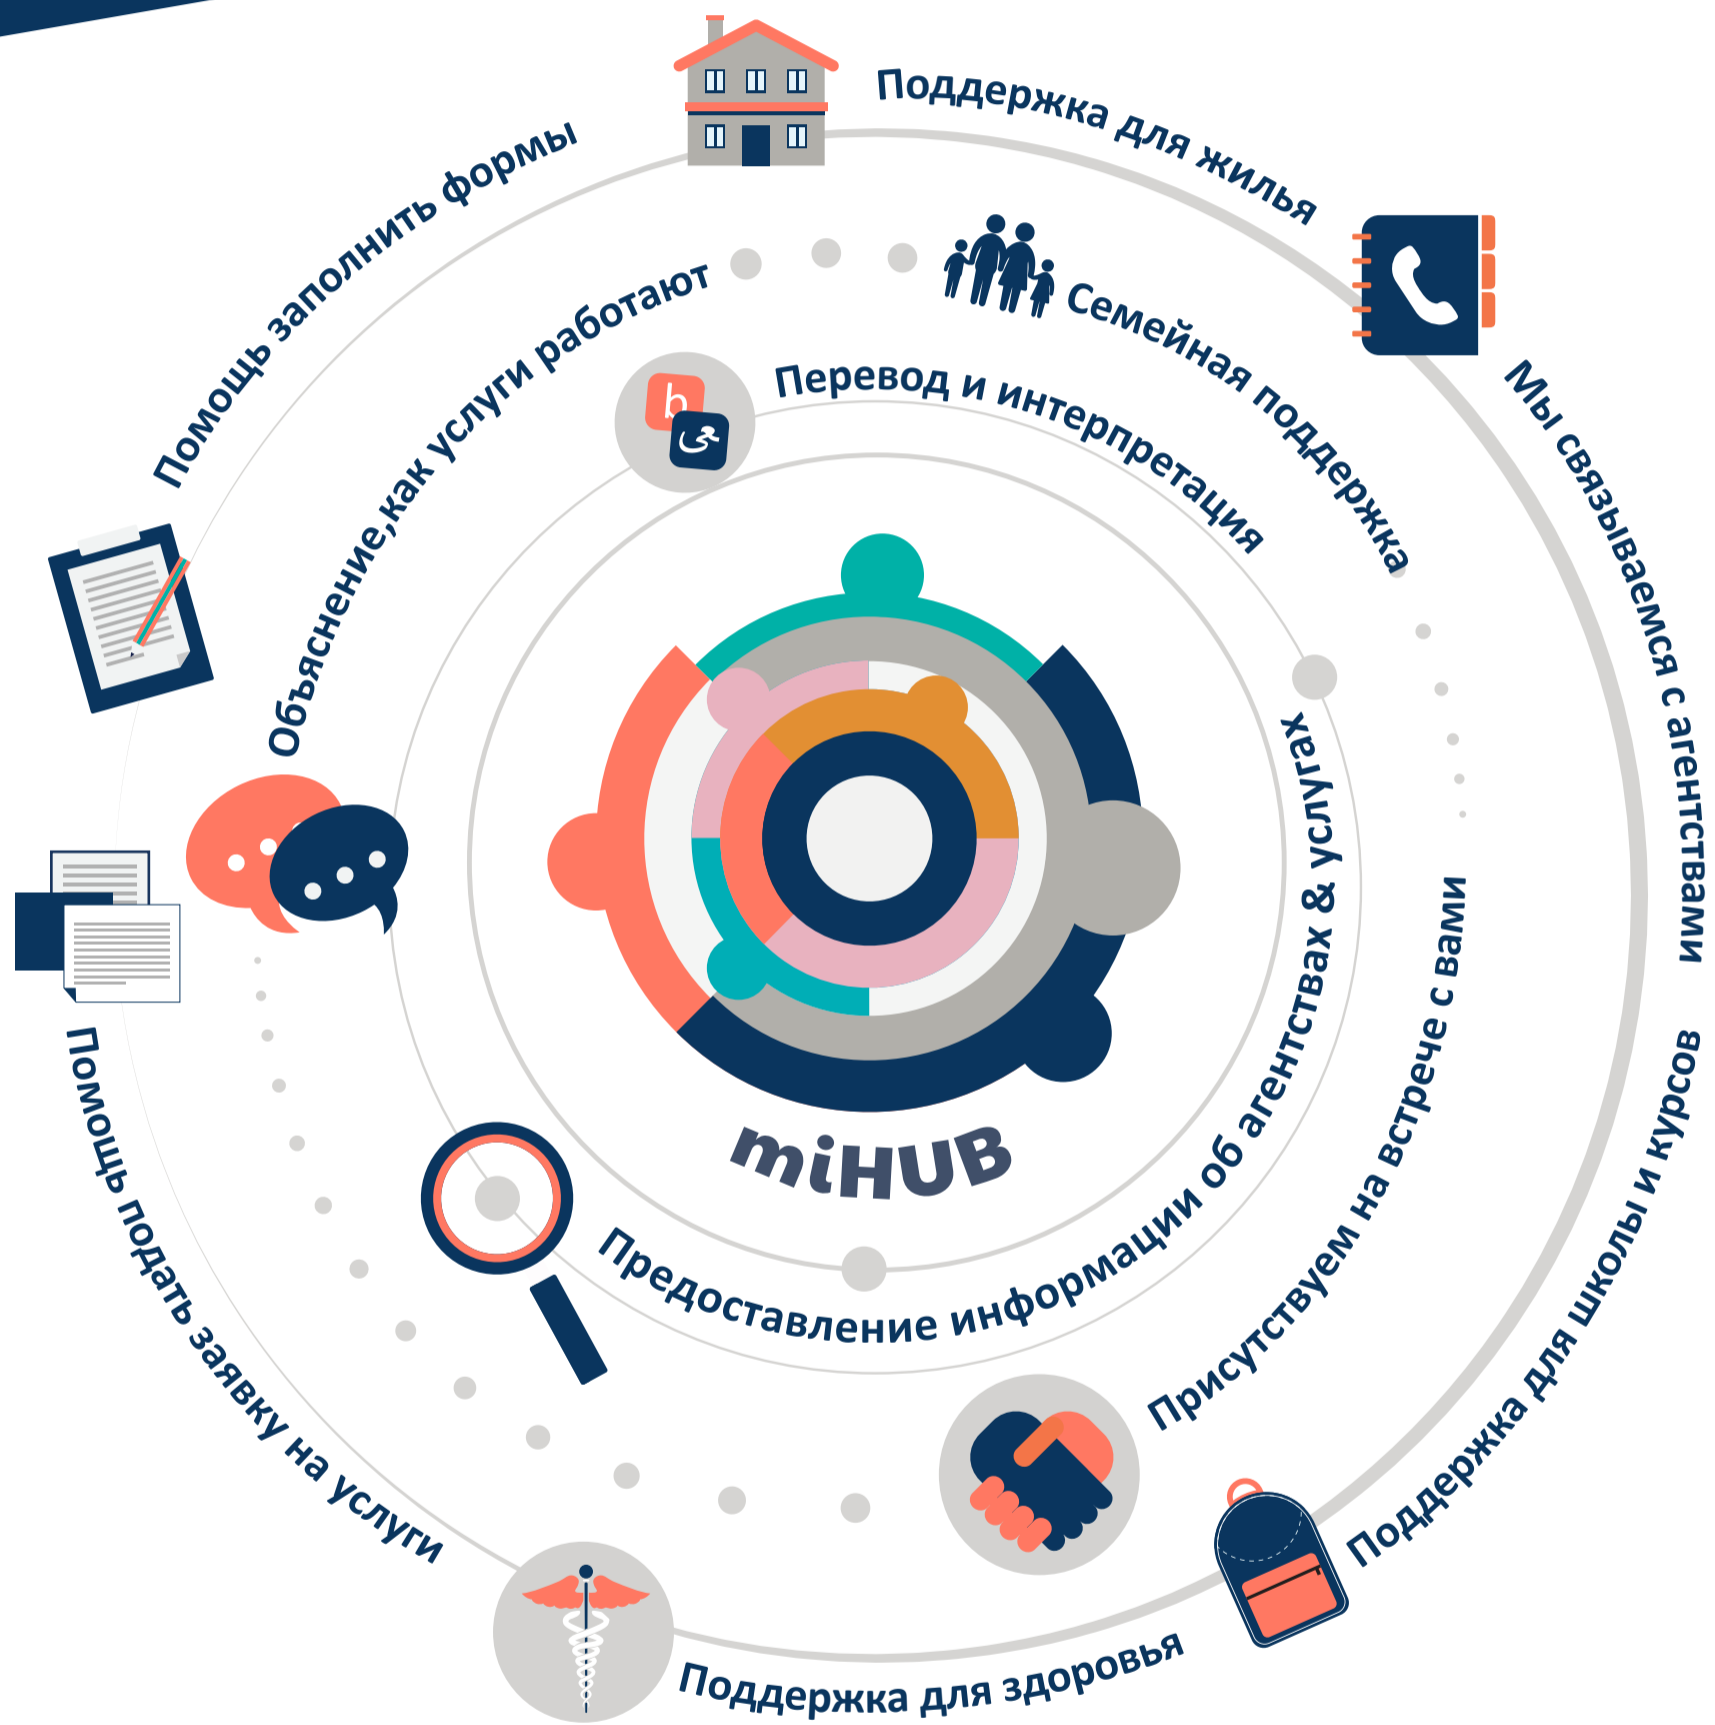 Поддержка для жилья
Мы связываемся с агентствами
Поддержка для школы и курсов
Поддержка для здоровья
Помощь подать заявку на услуги
Помощь заполнить формы
Объяснение,как услуги работают
Семейная поддержка
Присутствуем на встрече с вами
Перевод и интерпретация
Предоставление информации об агентствах & услугах
b
miHUB